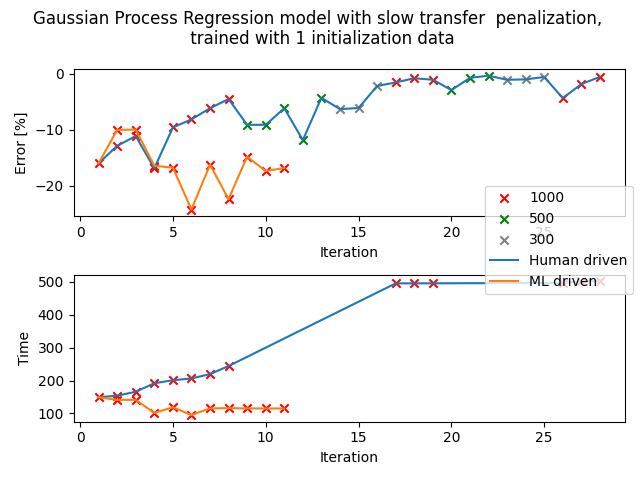 Gaussian Process Regression model with slow transfer  penalization,
trained with 1 initialization data
0
−10
−20
Error [%]
0 5 10 15 20 25
Iteration
1000
500
300
Human driven
ML driven
500
400
300
200
100
Time
0 5 10 15 20 25
Iteration